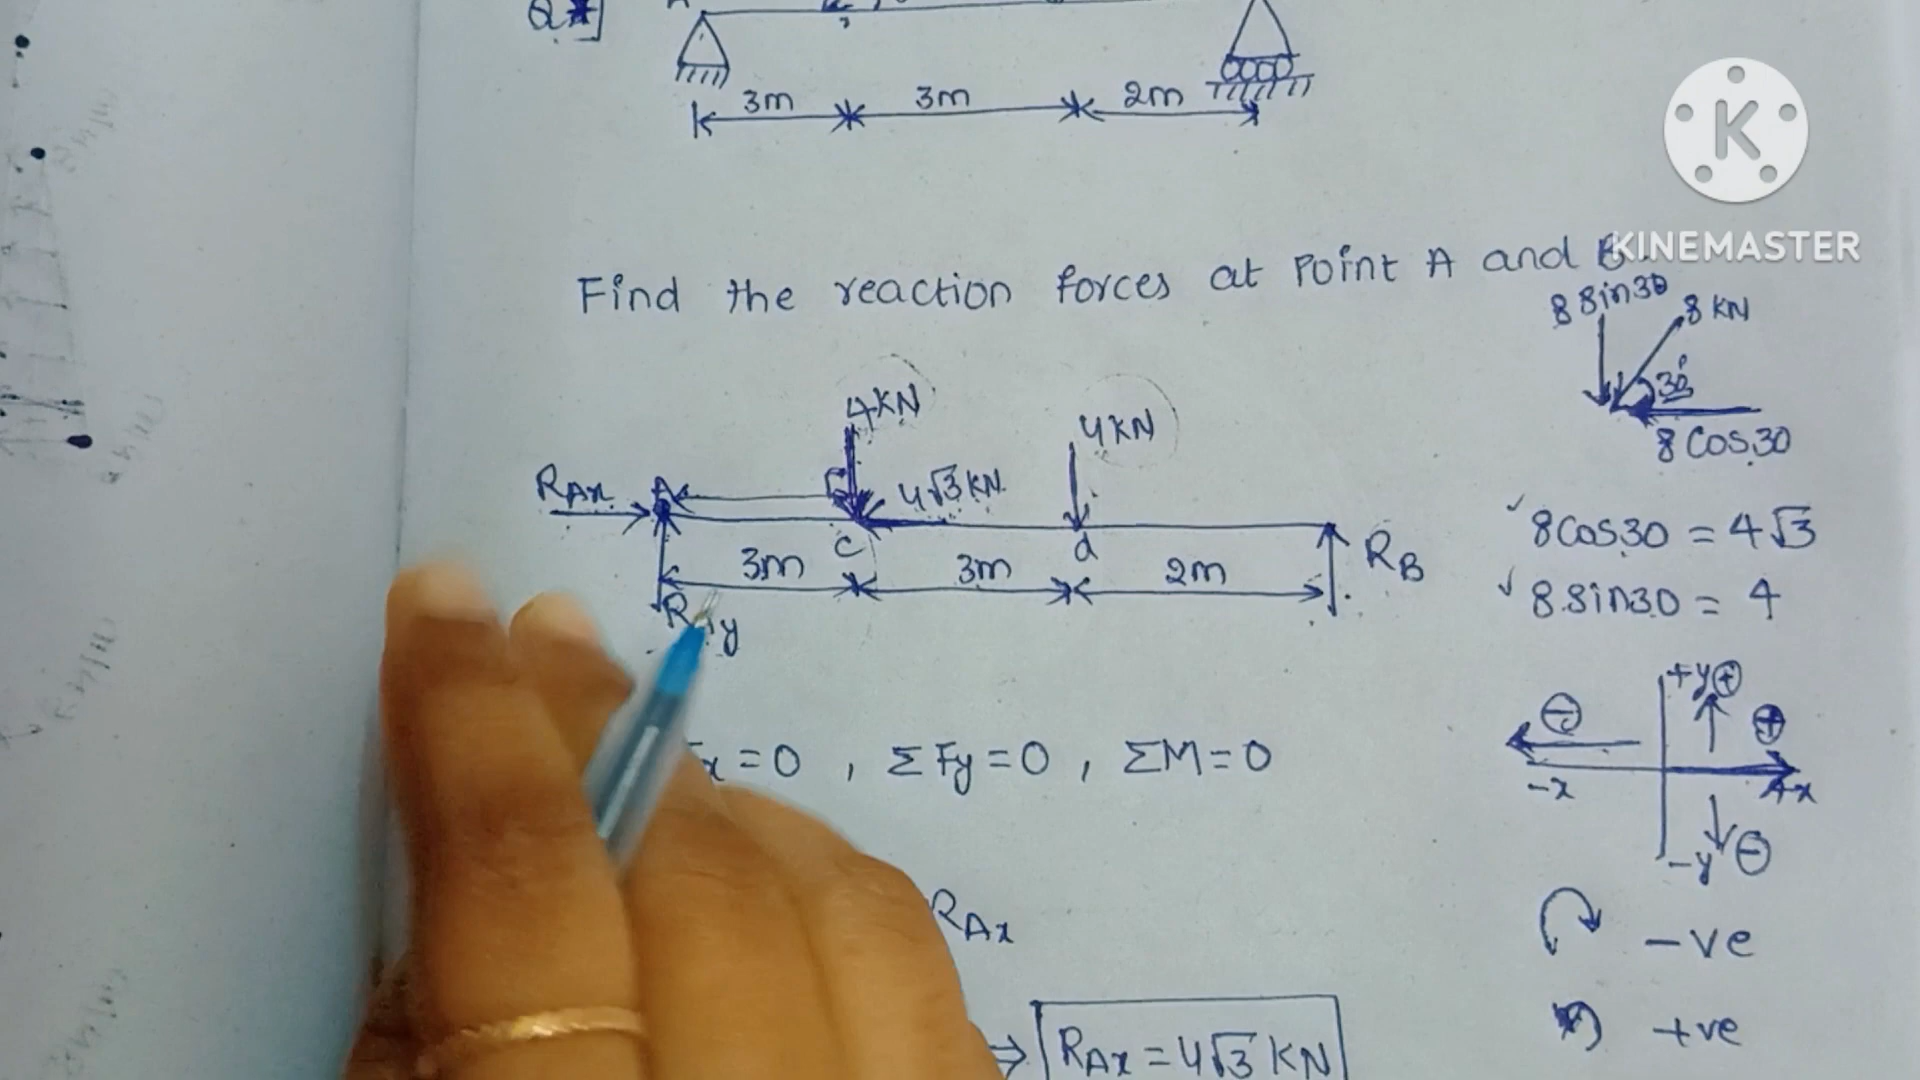 Q*]
3m 3m 2m
KINEMASTER
Find the reaction forces at point A and B.
8 Sin30 8 KN
30°
8 Cos30
4KN 4KN
RAx A 4√3 KN
c d RB
3m 3m 2m
RAy
8Cos30 = 4√3
8 Sin30 = 4
x = 0 , ΣFy = 0 , ΣM = 0
+y ⊕
⊖ ⊕
-x +x
-y ⊖
RAx
-ve
+ve
⇒ RAx = 4√3 KN